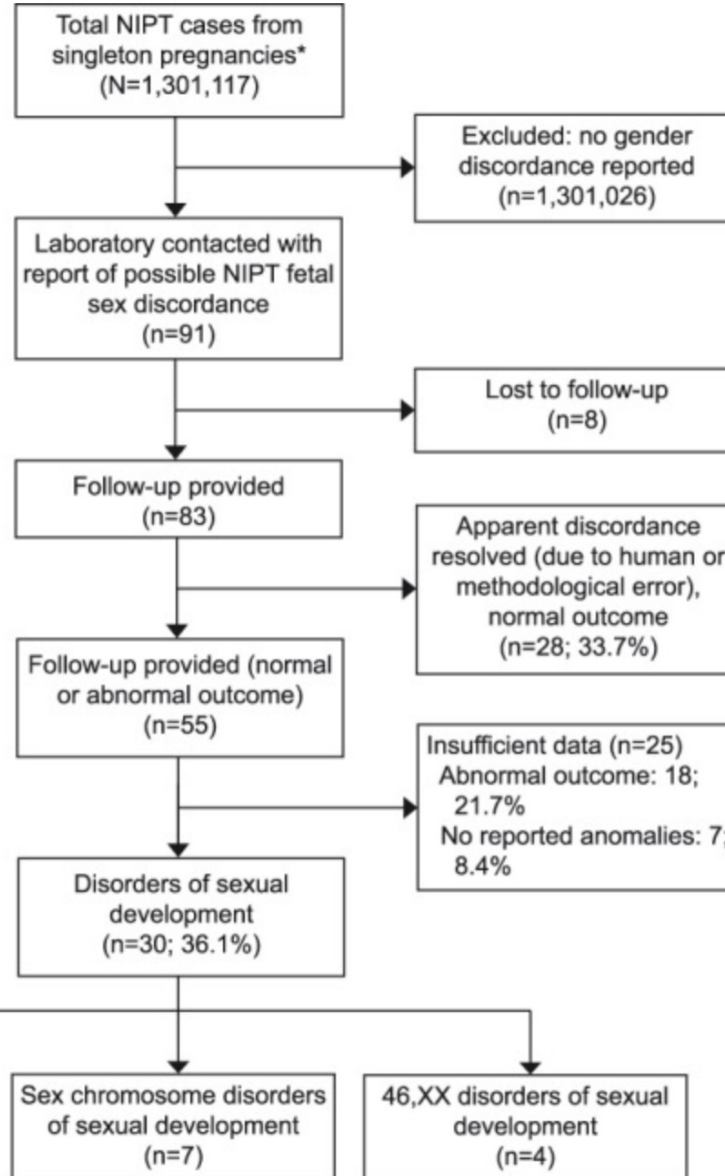 Total NIPT cases from
singleton pregnancies*
(N=1,301,117)
Excluded: no gender
discordance reported
(n=1,301,026)
Laboratory contacted with
report of possible NIPT fetal
sex discordance
(n=91)
Lost to follow-up
(n=8)
Follow-up provided
(n=83)
Apparent discordance
resolved (due to human or
methodological error),
normal outcome
(n=28; 33.7%)
Follow-up provided (normal
or abnormal outcome)
(n=55)
Insufficient data (n=25)
Abnormal outcome: 18;
21.7%
No reported anomalies: 7;
8.4%
Disorders of sexual
development
(n=30; 36.1%)
Sex chromosome disorders
of sexual development
(n=7)
46,XX disorders of sexual
development
(n=4)